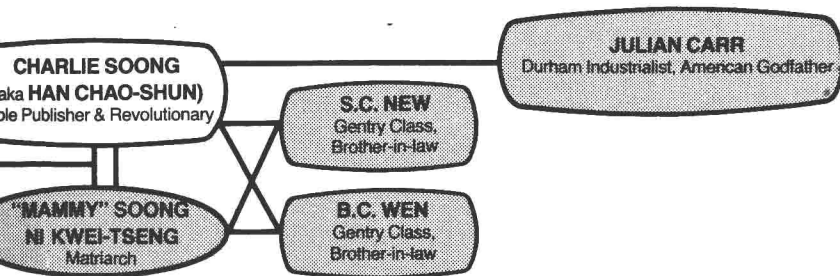 CHARLIE SOONG
aka HAN CHAO-SHUN)
Publisher & Revolutionary
JULIAN CARR
Durham Industrialist, American Godfather
S.C. NEW
Gentry Class,
Brother-in-law
"MAMMY" SOONG
NI KWEI-TSENG
Matriarch
B.C. WEN
Gentry Class,
Brother-in-law